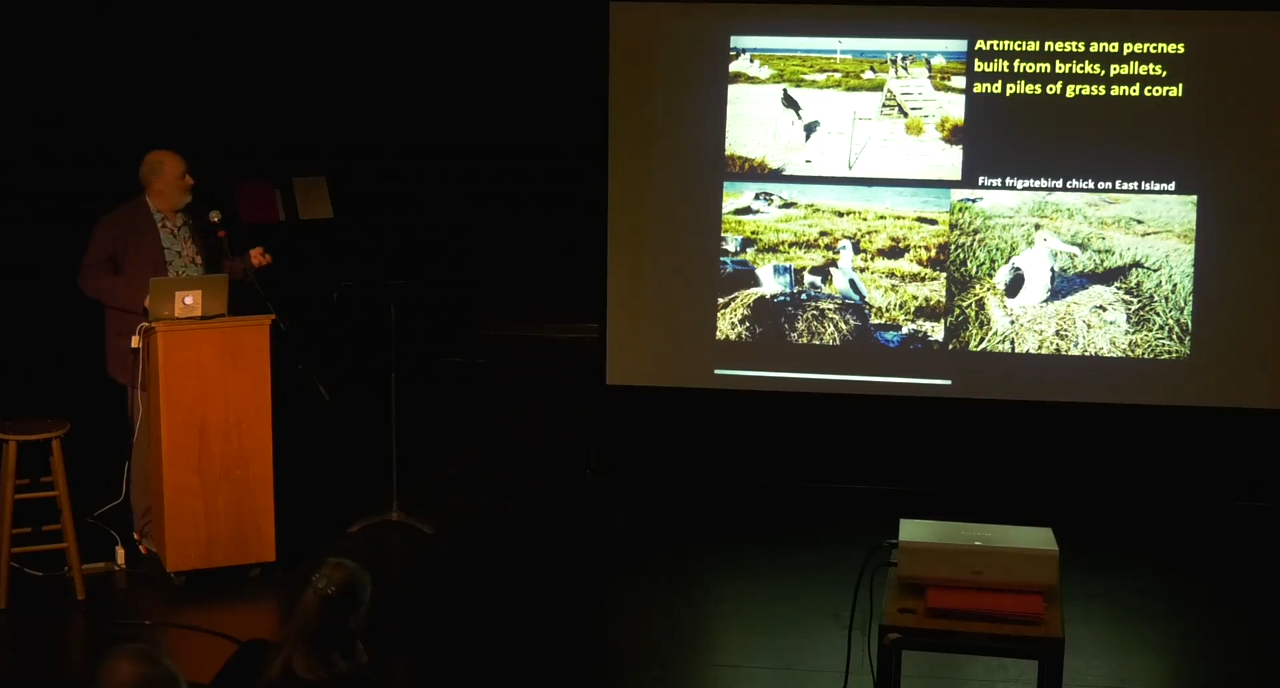 Artificial nests and perches
built from bricks, pallets,
and piles of grass and coral
First frigatebird chick on East Island